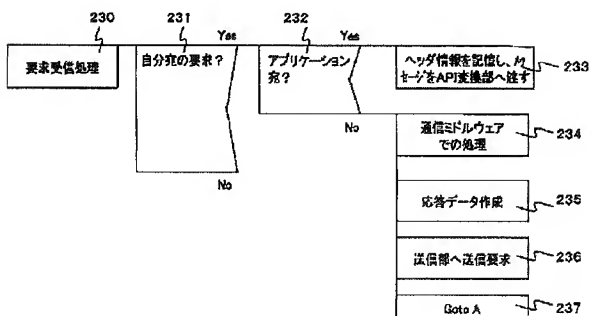 230
231
232
Yes
Yes
要求受信処理
自分宛の要求?
アプリケーション
宛?
ヘッダ情報を記憶し、メッ
セージをAPI変換部へ渡す
233
No
No
通信ミドルウェア
での処理
234
応答データ作成
235
送信部へ送信要求
236
Goto A
237